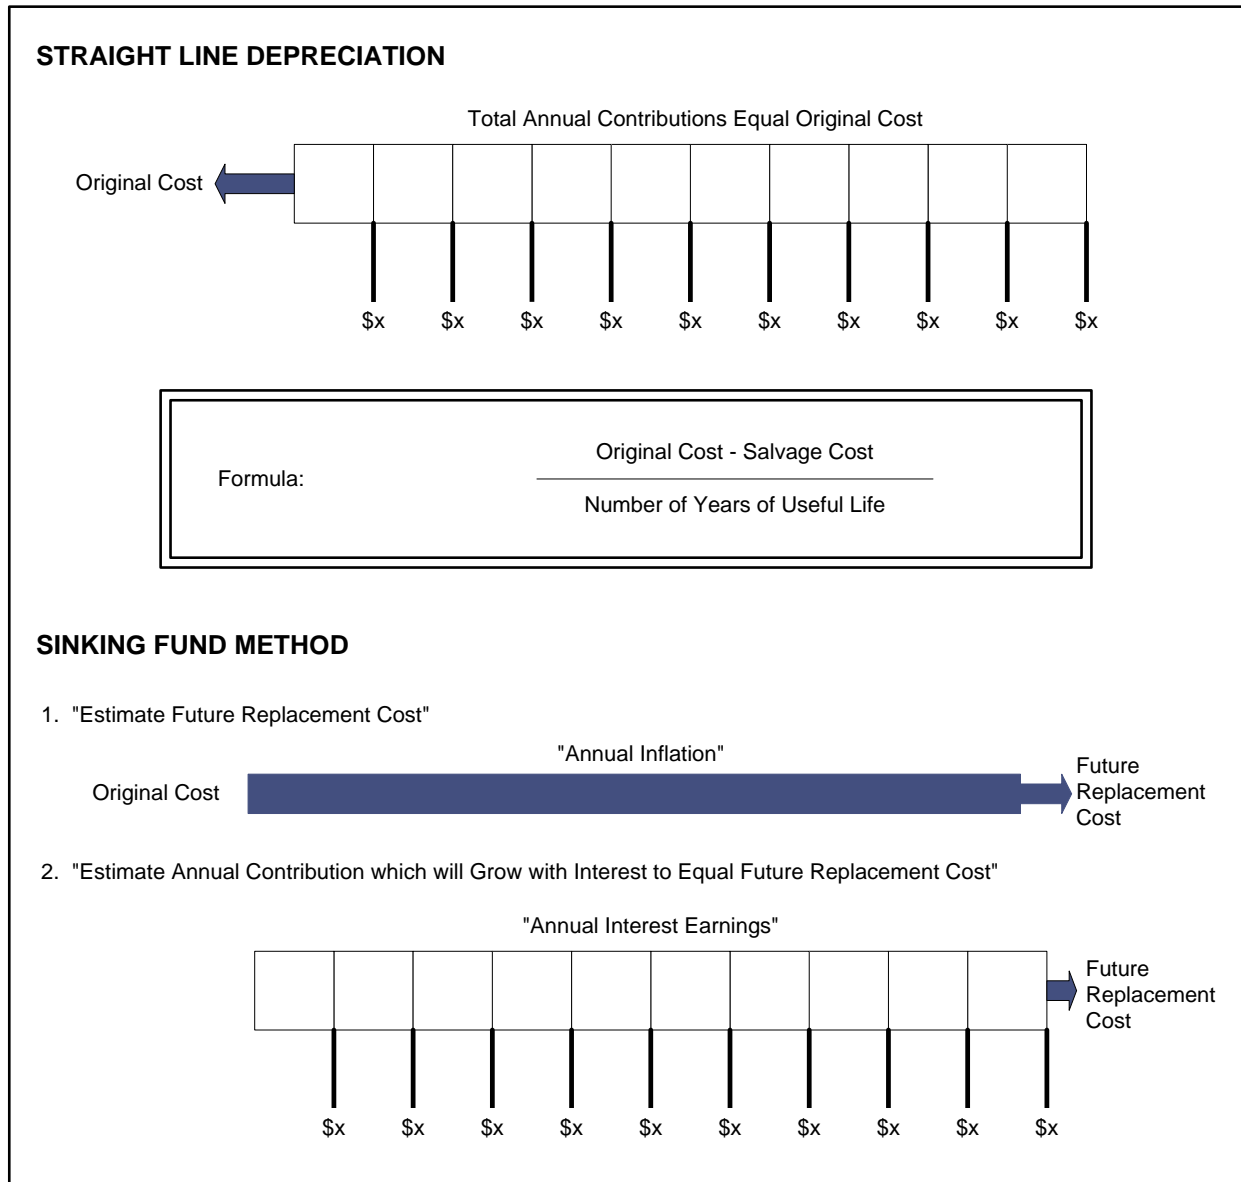 STRAIGHT LINE DEPRECIATION
Total Annual Contributions Equal Original Cost
Original Cost
$x $x $x $x $x $x $x $x $x $x
Formula:
Original Cost - Salvage Cost
Number of Years of Useful Life
SINKING FUND METHOD
1. "Estimate Future Replacement Cost"
"Annual Inflation"
Original Cost
Future
Replacement
Cost
2. "Estimate Annual Contribution which will Grow with Interest to Equal Future Replacement Cost"
"Annual Interest Earnings"
Future
Replacement
Cost
$x $x $x $x $x $x $x $x $x $x